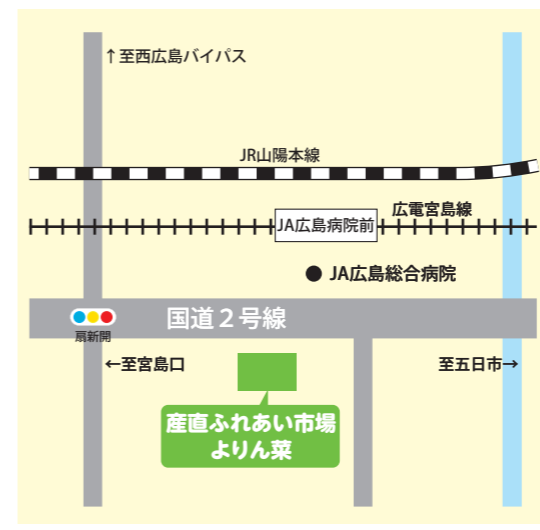 ↑至西広島バイパス
JR山陽本線
広電宮島線
JA広島病院前
JA広島総合病院
国道２号線
扇新開
←至宮島口
至五日市→
産直ふれあい市場
よりん菜